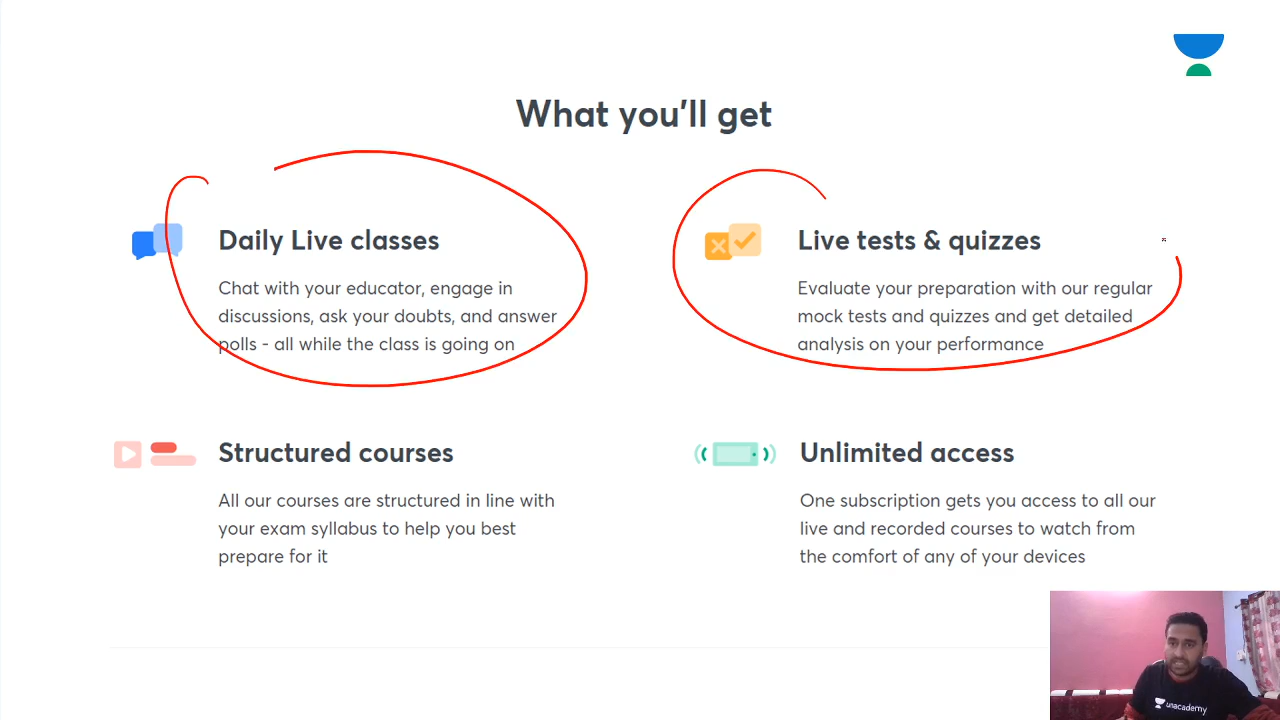 What you'll get
Daily Live classes
Chat with your educator, engage in
discussions, ask your doubts, and answer
polls - all while the class is going on
Live tests & quizzes
Evaluate your preparation with our regular
mock tests and quizzes and get detailed
analysis on your performance
Structured courses
All our courses are structured in line with
your exam syllabus to help you best
prepare for it
Unlimited access
One subscription gets you access to all our
live and recorded courses to watch from
the comfort of any of your devices
unacademy